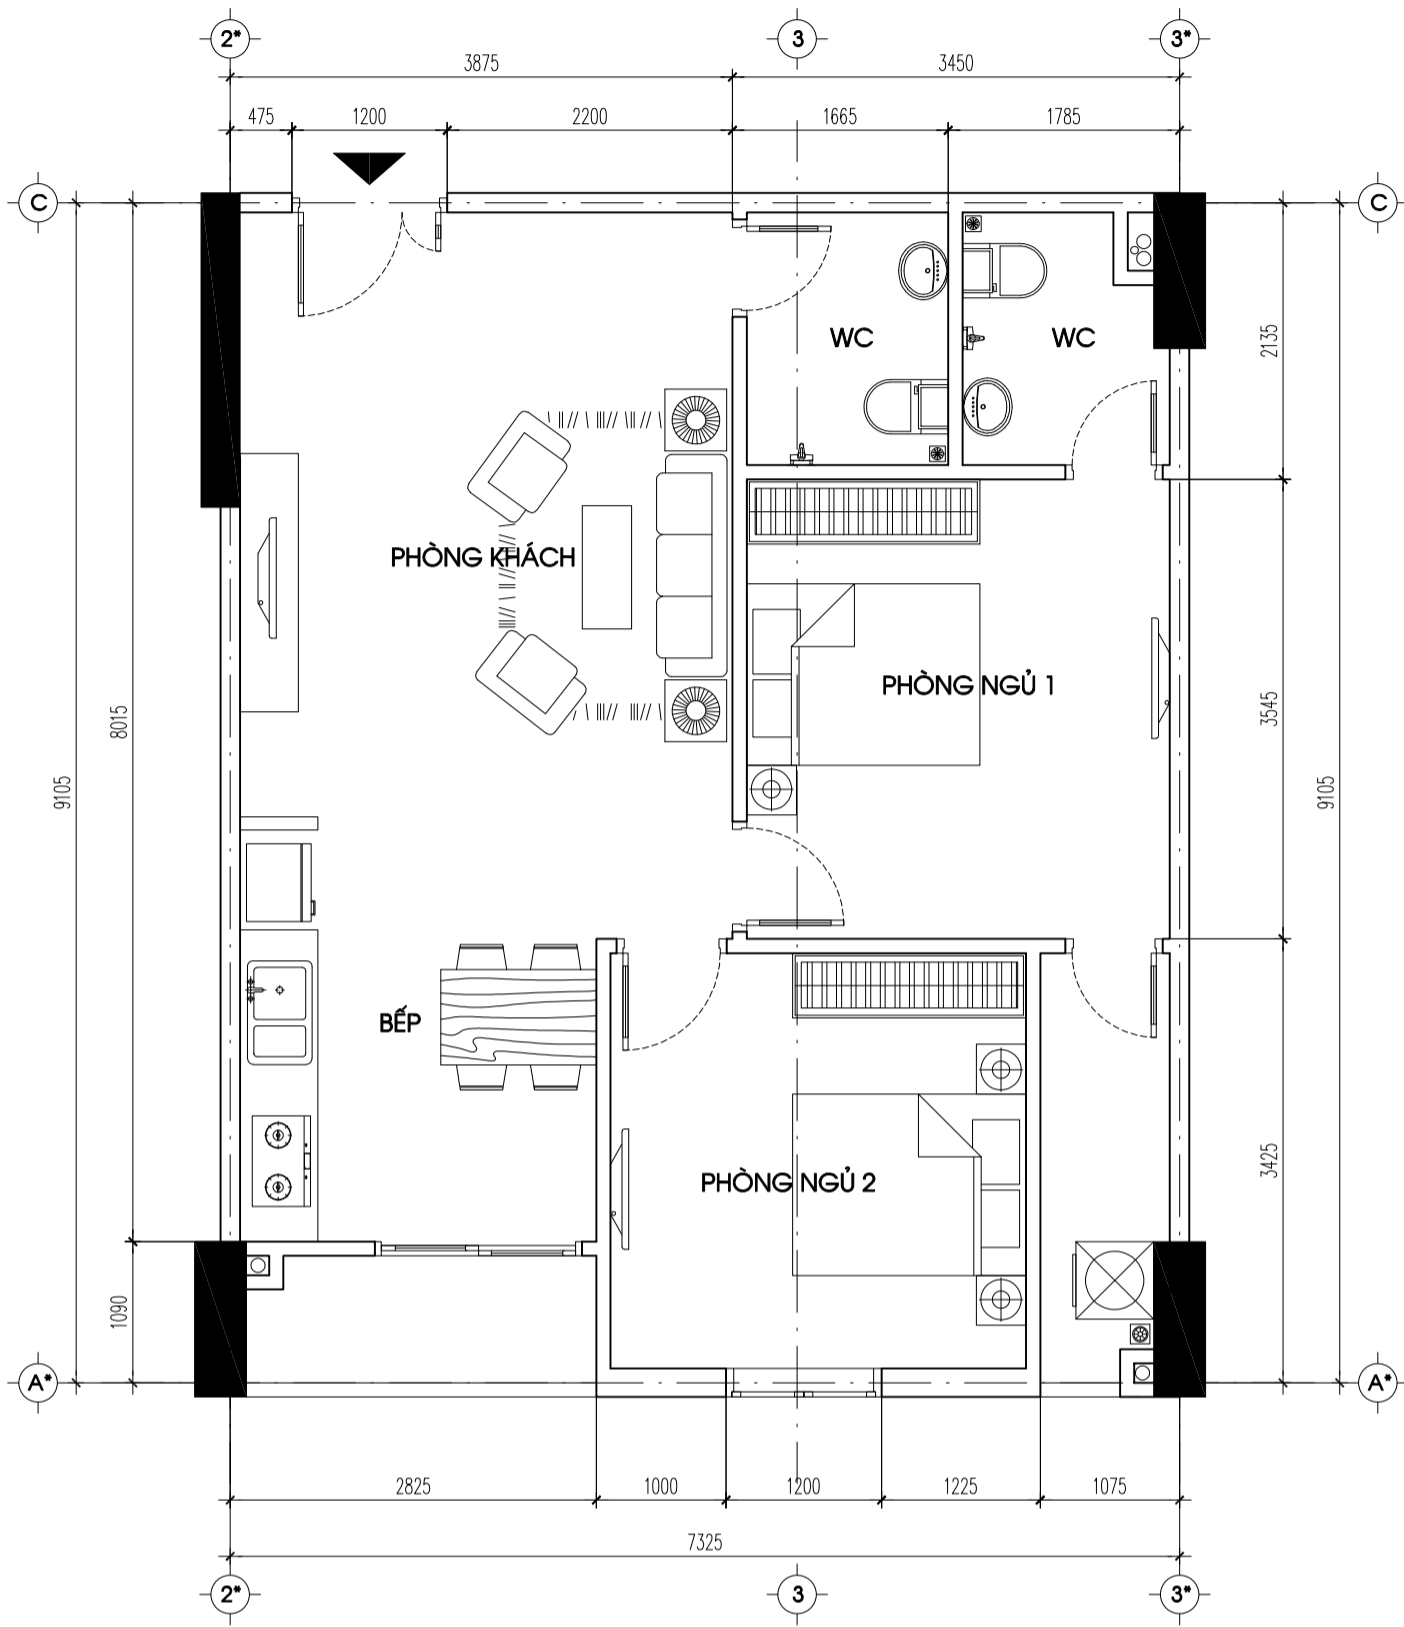 2* 3 3*
3875 3450
475 1200 2200 1665 1785
C C
WC WC
2135
PHÒNG KHÁCH
PHÒNG NGỦ 1
8015 3545
9105 9105
BẾP
PHÒNG NGỦ 2
3425
1090
A* A*
2825 1000 1200 1225 1075
7325
2* 3 3*